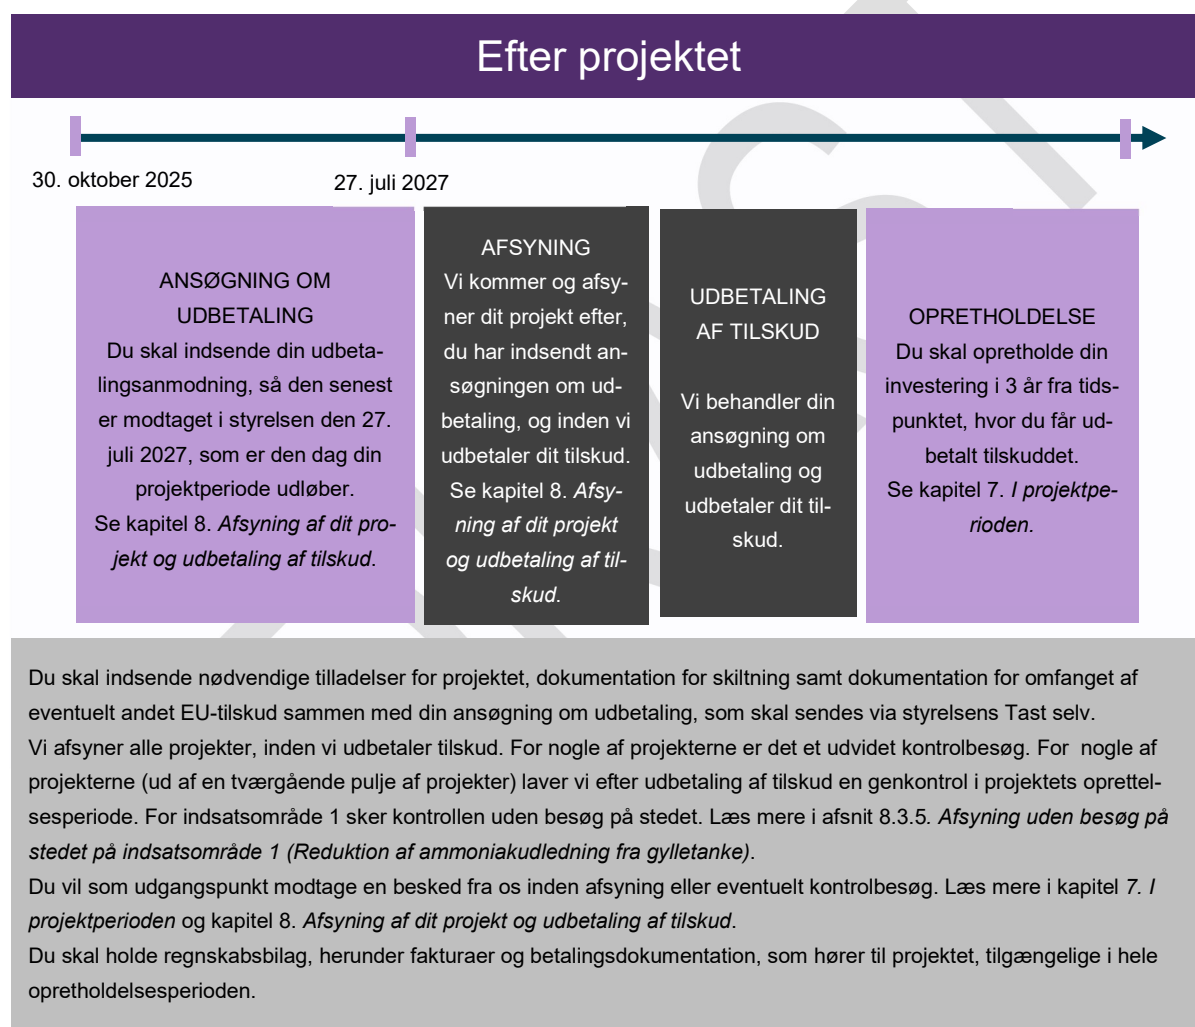 Efter projektet
30. oktober 2025
27. juli 2027
ANSØGNING OM
UDBETALING
Du skal indsende din udbeta-
lingsanmodning, så den senest
er modtaget i styrelsen den 27.
juli 2027, som er den dag din
projektperiode udløber.
Se kapitel 8. Afsyning af dit pro-
jekt og udbetaling af tilskud.
AFSYNING
Vi kommer og afsy-
ner dit projekt efter,
du har indsendt an-
søgningen om ud-
betaling, og inden vi
udbetaler dit tilskud.
Se kapitel 8. Afsy-
ning af dit projekt
og udbetaling af til-
skud.
UDBETALING
AF TILSKUD
Vi behandler din
ansøgning om
udbetaling og
udbetaler dit til-
skud.
OPRETHOLDELSE
Du skal opretholde din
investering i 3 år fra tids-
punktet, hvor du får ud-
betalt tilskuddet.
Se kapitel 7. I projektpe-
rioden.
Du skal indsende nødvendige tilladelser for projektet, dokumentation for skiltning samt dokumentation for omfanget af
eventuelt andet EU-tilskud sammen med din ansøgning om udbetaling, som skal sendes via styrelsens Tast selv.
Vi afsyner alle projekter, inden vi udbetaler tilskud. For nogle af projekterne er det et udvidet kontrolbesøg. For  nogle af
projekterne (ud af en tværgående pulje af projekter) laver vi efter udbetaling af tilskud en genkontrol i projektets oprettel-
sesperiode. For indsatsområde 1 sker kontrollen uden besøg på stedet. Læs mere i afsnit 8.3.5. Afsyning uden besøg på
stedet på indsatsområde 1 (Reduktion af ammoniakudledning fra gylletanke).
Du vil som udgangspunkt modtage en besked fra os inden afsyning eller eventuelt kontrolbesøg. Læs mere i kapitel 7. I
projektperioden og kapitel 8. Afsyning af dit projekt og udbetaling af tilskud.
Du skal holde regnskabsbilag, herunder fakturaer og betalingsdokumentation, som hører til projektet, tilgængelige i hele
opretholdelsesperioden.